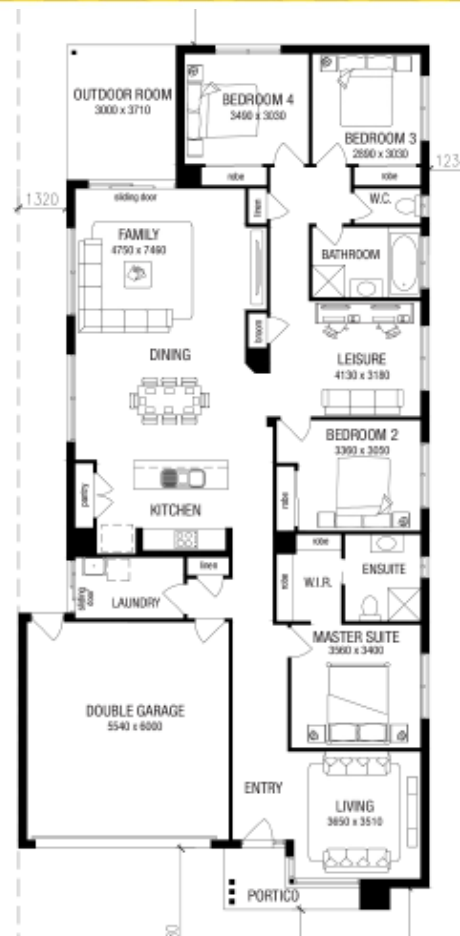 OUTDOOR ROOM
3000 x 3710
BEDROOM 4
3490 x 3030
BEDROOM 3
2890 x 3030
123
1320
sliding door
robe
robe
linen
W.C.
FAMILY
4750 x 7460
BATHROOM
broom
DINING
LEISURE
4130 x 3180
BEDROOM 2
3360 x 3050
pantry
robe
KITCHEN
robe
linen
ENSUITE
robe
W.I.R.
sliding
door
LAUNDRY
MASTER SUITE
3560 x 3400
DOUBLE GARAGE
5540 x 6000
ENTRY
LIVING
3650 x 3510
PORTICO